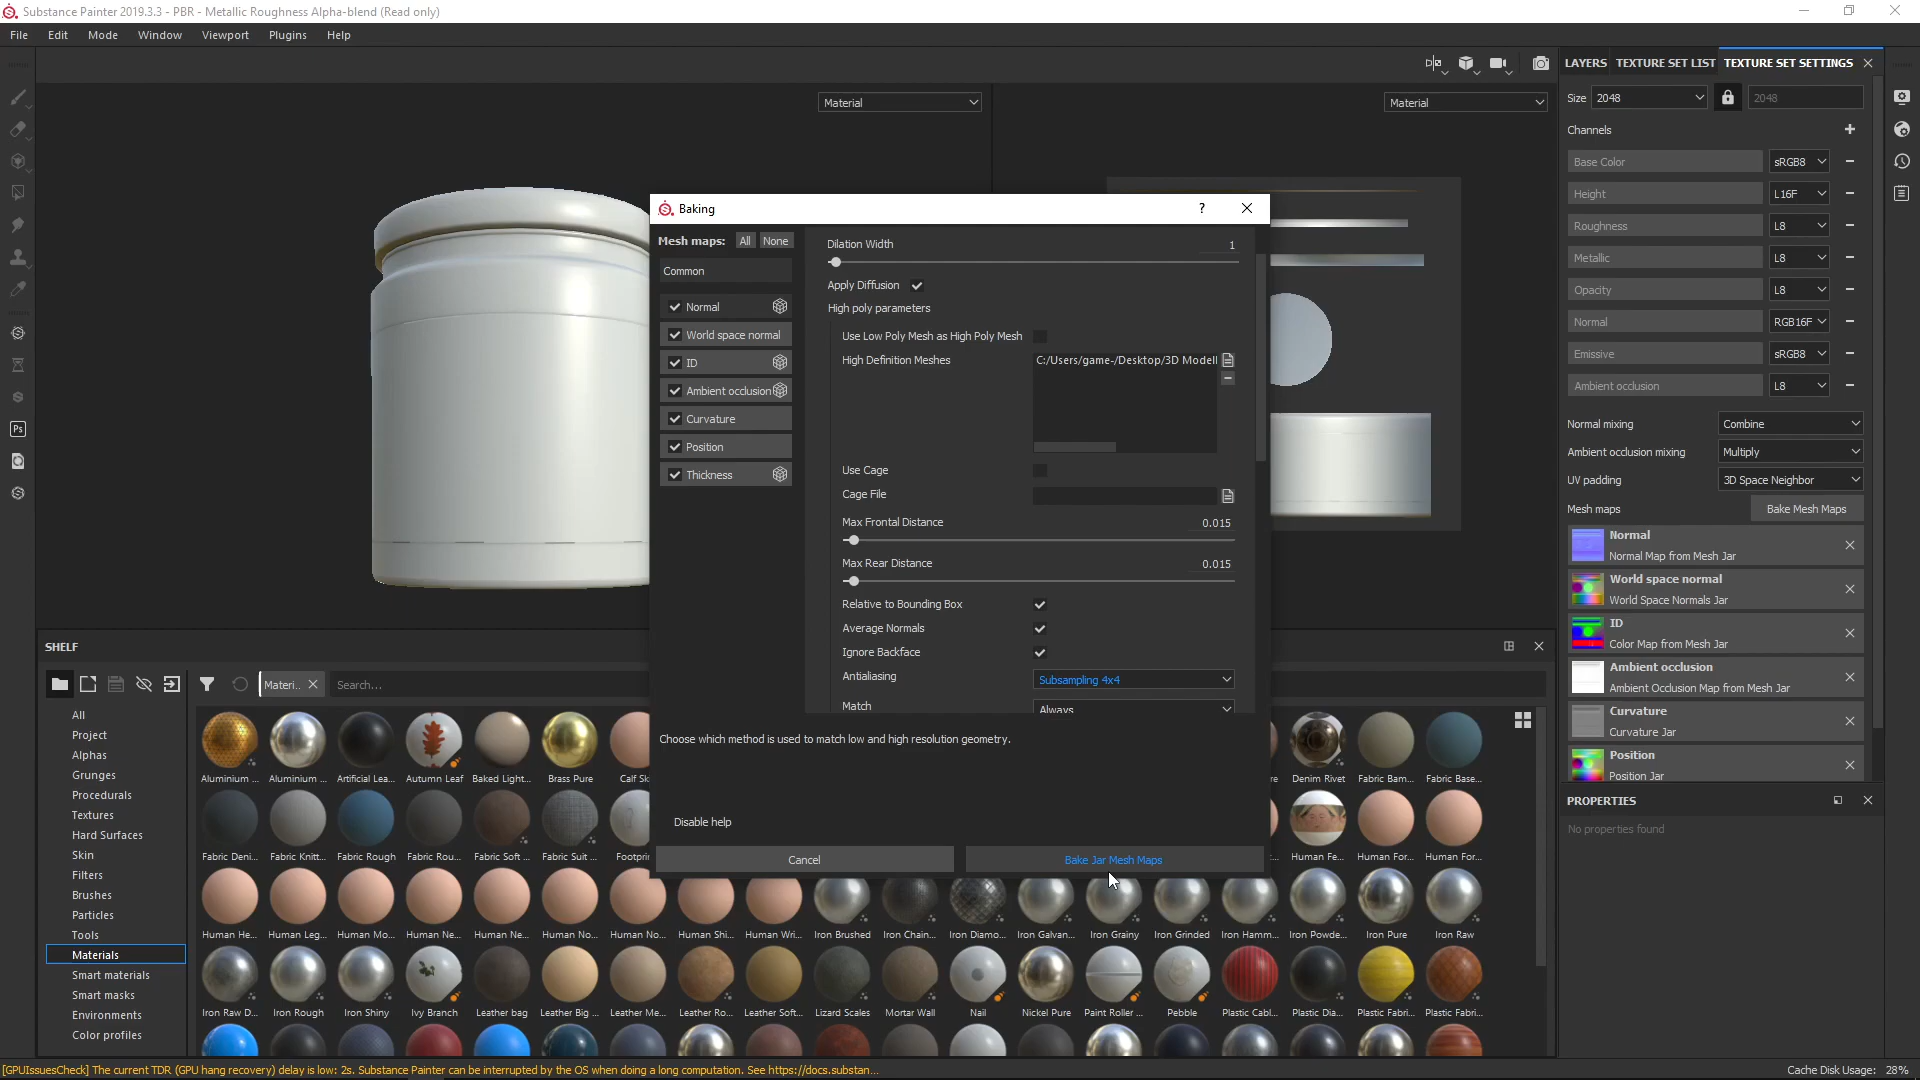 Substance Painter 2019.3.3 - PBR - Metallic Roughness Alpha-blend (Read only)
File Edit Mode Window Viewport Plugins Help
Material
Material
LAYERS TEXTURE SET LIST TEXTURE SET SETTINGS
Size 2048 2048
Channels
Base Color sRGB8
Height L16F
Roughness L8
Metallic L8
Opacity L8
Normal RGB16F
Emissive sRGB8
Ambient occlusion L8
Normal mixing Combine
Ambient occlusion mixing Multiply
UV padding 3D Space Neighbor
Mesh maps Bake Mesh Maps
Normal
Normal Map from Mesh Jar
World space normal
World Space Normals Jar
ID
Color Map from Mesh Jar
Ambient occlusion
Ambient Occlusion Map from Mesh Jar
Curvature
Curvature Jar
Position
Position Jar
PROPERTIES
No properties found
Baking ?
Mesh maps: All None
Common
Normal
World space normal
ID
Ambient occlusion
Curvature
Position
Thickness
Dilation Width 1
Apply Diffusion
High poly parameters
Use Low Poly Mesh as High Poly Mesh
High Definition Meshes C:/Users/game-/Desktop/3D Modell
Use Cage
Cage File
Max Frontal Distance 0.015
Max Rear Distance 0.015
Relative to Bounding Box
Average Normals
Ignore Backface
Antialiasing Subsampling 4x4
Match Always
Choose which method is used to match low and high resolution geometry.
Disable help
Cancel Bake Jar Mesh Maps
SHELF
Ps
Materi.. Search...
All
Project
Alphas
Grunges
Procedurals
Textures
Hard Surfaces
Skin
Filters
Brushes
Particles
Tools
Materials
Smart materials
Smart masks
Environments
Color profiles
Aluminium ... Aluminium ... Artificial Lea... Autumn Leaf Baked Light... Brass Pure Calf Sk Denim Rivet Fabric Bam... Fabric Base...
Fabric Deni... Fabric Knitt... Fabric Rough Fabric Rou... Fabric Soft ... Fabric Suit ... Footprin Human Fe... Human For... Human For...
Human He... Human Leg... Human Mo... Human Ne... Human Ne... Human No... Human No... Human Shi... Human Wri... Iron Brushed Iron Chain... Iron Diamo... Iron Galvan... Iron Grainy Iron Grinded Iron Hamm... Iron Powde... Iron Pure Iron Raw
Iron Raw D... Iron Rough Iron Shiny Ivy Branch Leather bag Leather Big ... Leather Me... Leather Ro... Leather Soft... Lizard Scales Mortar Wall Nail Nickel Pure Paint Roller ... Pebble Plastic Cabl... Plastic Dia... Plastic Fabri... Plastic Fabri...
[GPUIssuesCheck] The current TDR (GPU hang recovery) delay is low: 2s. Substance Painter can be interrupted by the OS when doing a long computation. See https://docs.substan...
Cache Disk Usage: 28%